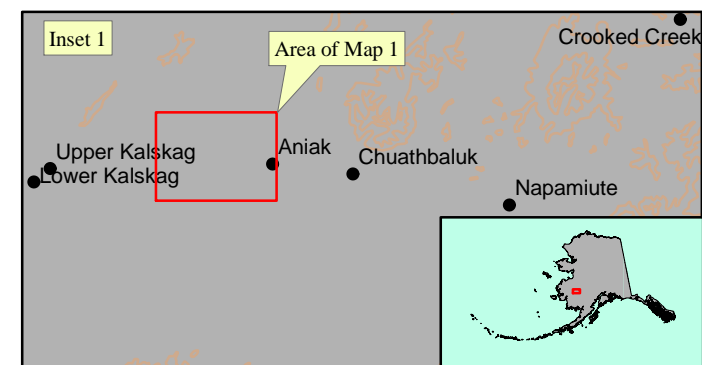 Inset 1
Crooked Creek
Area of Map 1
Aniak
Upper Kalskag
Chuathbaluk
Lower Kalskag
Napamiute